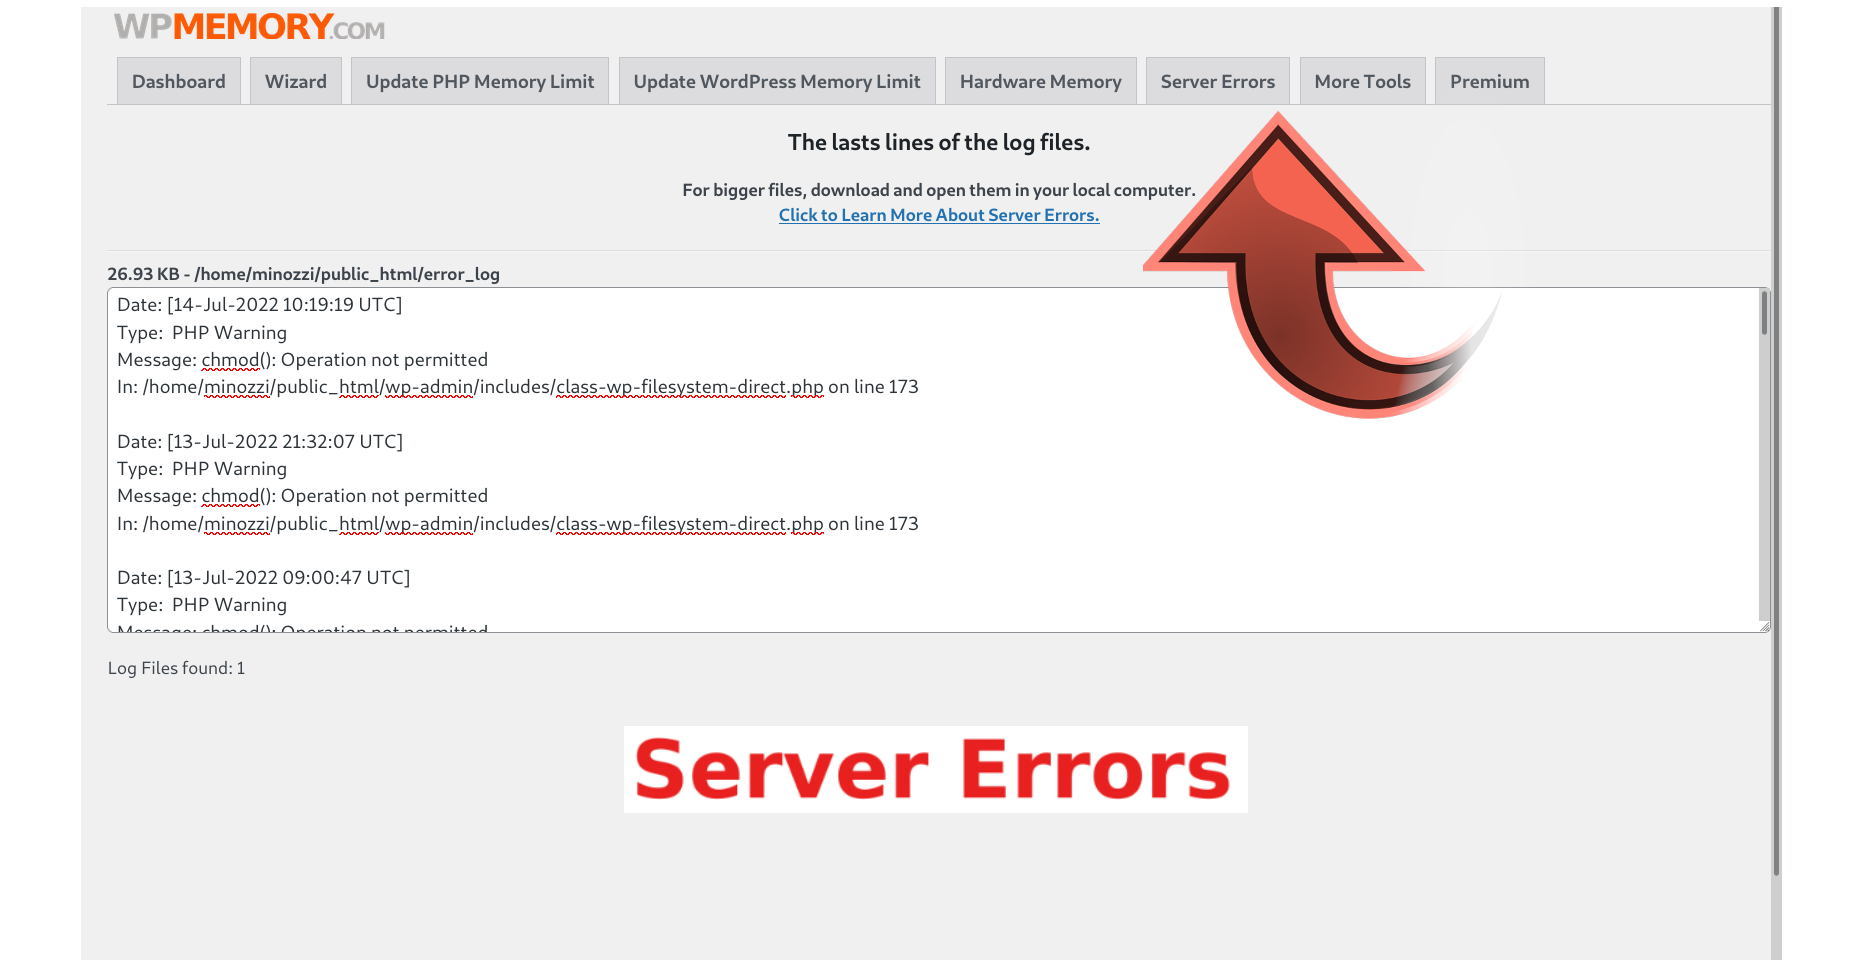 WPMEMORY.COM
Dashboard Wizard Update PHP Memory Limit Update WordPress Memory Limit Hardware Memory Server Errors More Tools Premium
The lasts lines of the log files.
For bigger files, download and open them in your local computer.
Click to Learn More About Server Errors.
26.93 KB - /home/minozzi/public_html/error_log
Date: [14-Jul-2022 10:19:19 UTC]
Type:  PHP Warning
Message: chmod(): Operation not permitted
In: /home/minozzi/public_html/wp-admin/includes/class-wp-filesystem-direct.php on line 173
Date: [13-Jul-2022 21:32:07 UTC]
Type:  PHP Warning
Message: chmod(): Operation not permitted
In: /home/minozzi/public_html/wp-admin/includes/class-wp-filesystem-direct.php on line 173
Date: [13-Jul-2022 09:00:47 UTC]
Type:  PHP Warning
Message: chmod(): Operation not permitted
Log Files found: 1
Server Errors